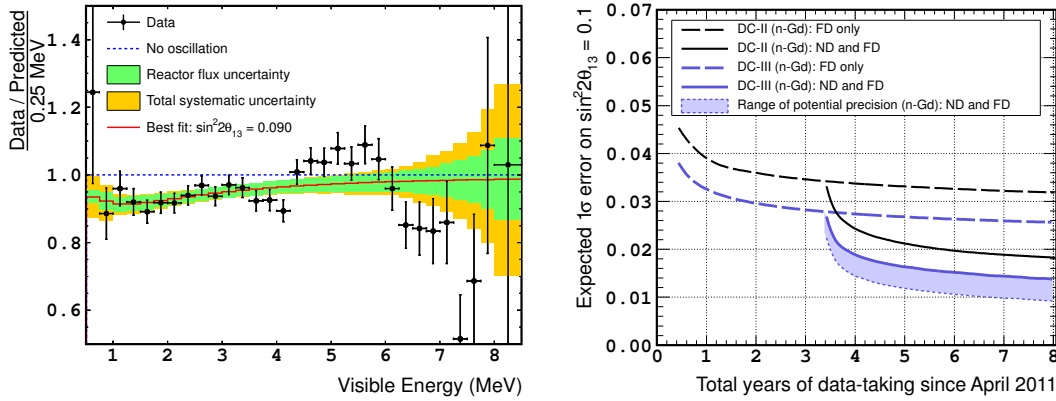 Data / Predicted
0.25 MeV
1.4
1.2
1.0
0.8
0.6
Data
No oscillation
Reactor flux uncertainty
Total systematic uncertainty
Best fit: sin²2θ₁₃ = 0.090
1 2 3 4 5 6 7 8
Visible Energy (MeV)
Expected 1σ error on sin²2θ₁₃ = 0.1
0.07
0.06
0.05
0.04
0.03
0.02
0.01
0.00
DC-II (n-Gd): FD only
DC-II (n-Gd): ND and FD
DC-III (n-Gd): FD only
DC-III (n-Gd): ND and FD
Range of potential precision (n-Gd): ND and FD
0 1 2 3 4 5 6 7 8
Total years of data-taking since April 2011